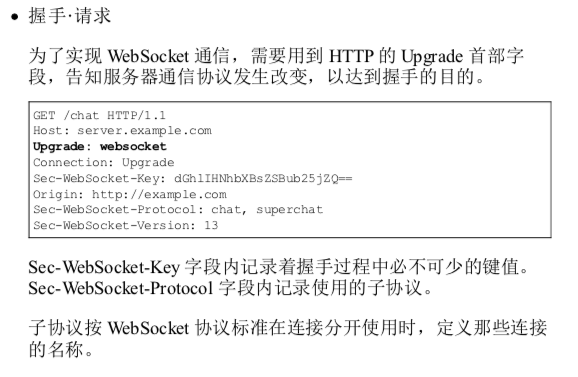 • 握手·请求
为了实现 WebSocket 通信，需要用到 HTTP 的 Upgrade 首部字
段，告知服务器通信协议发生改变，以达到握手的目的。
GET /chat HTTP/1.1
Host: server.example.com
Upgrade: websocket
Connection: Upgrade
Sec-WebSocket-Key: dGhlIHNhbXBsZSBub25jZQ==
Origin: http://example.com
Sec-WebSocket-Protocol: chat, superchat
Sec-WebSocket-Version: 13
Sec-WebSocket-Key 字段内记录着握手过程中必不可少的键值。
Sec-WebSocket-Protocol 字段内记录使用的子协议。
子协议按 WebSocket 协议标准在连接分开使用时，定义那些连接
的名称。